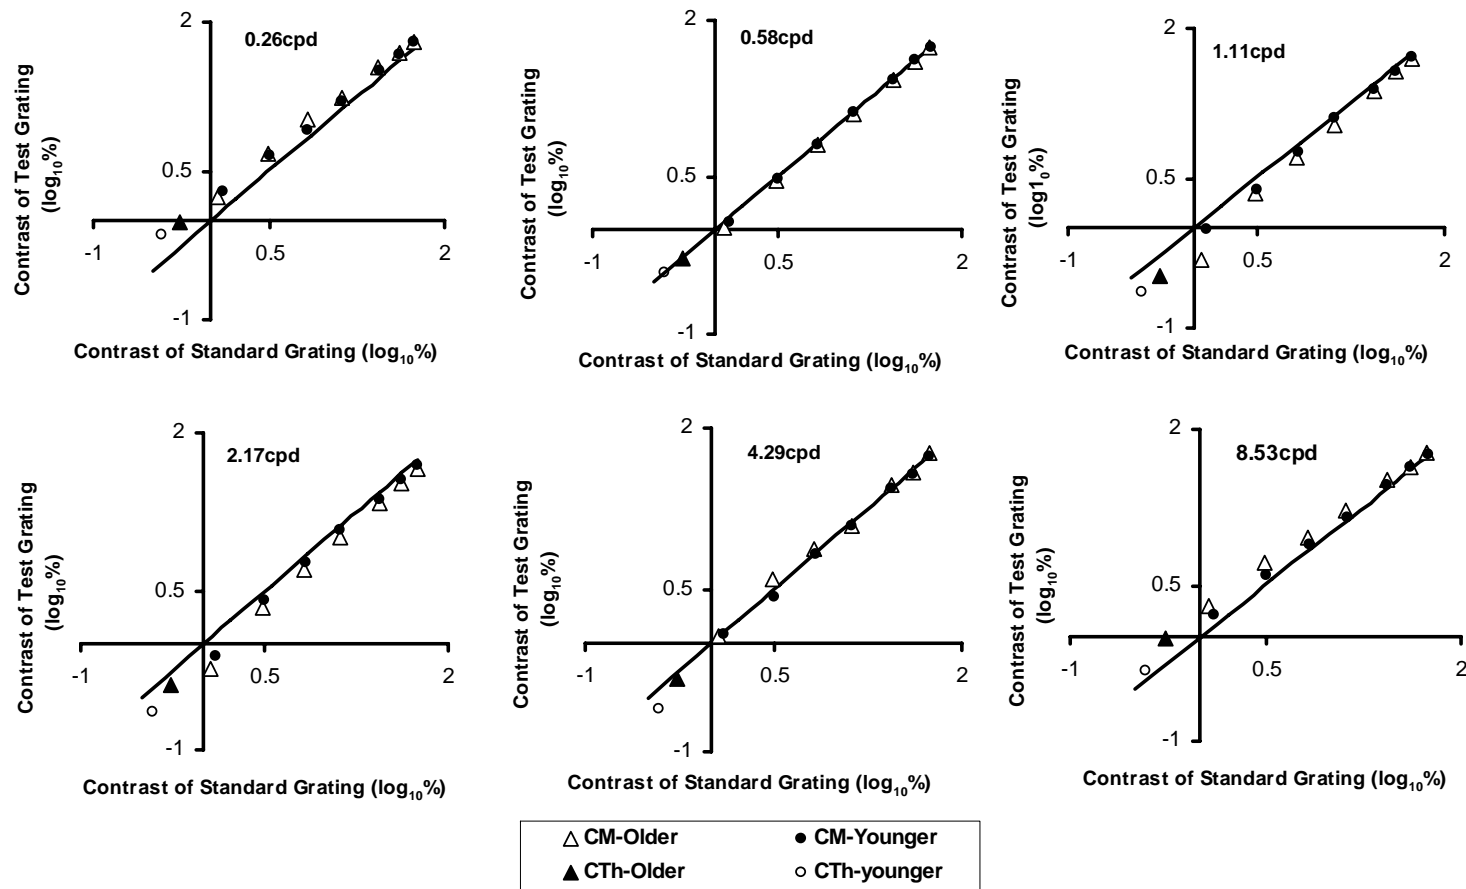 2
0.26cpd
0.5
-1
0.5
2
-1
Contrast of Test Grating
(log10%)
Contrast of Standard Grating (log10%)
2
0.58cpd
0.5
-1
0.5
2
-1
Contrast of Test Grating
(log10%)
Contrast of Standard Grating (log10%)
2
1.11cpd
0.5
-1
0.5
2
-1
Contrast of Test Grating
(log10%)
Contrast of Standard Grating (log10%)
2
2.17cpd
0.5
-1
0.5
2
-1
Contrast of Test Grating
(log10%)
Contrast of Standard Grating (log10%)
2
4.29cpd
0.5
-1
0.5
2
-1
Contrast of Test Grating
(log10%)
Contrast of Standard Grating (log10%)
2
8.53cpd
0.5
-1
0.5
2
-1
Contrast of Test Grating
(log10%)
Contrast of Standard Grating (log10%)
CM-Older
CM-Younger
CTh-Older
CTh-younger